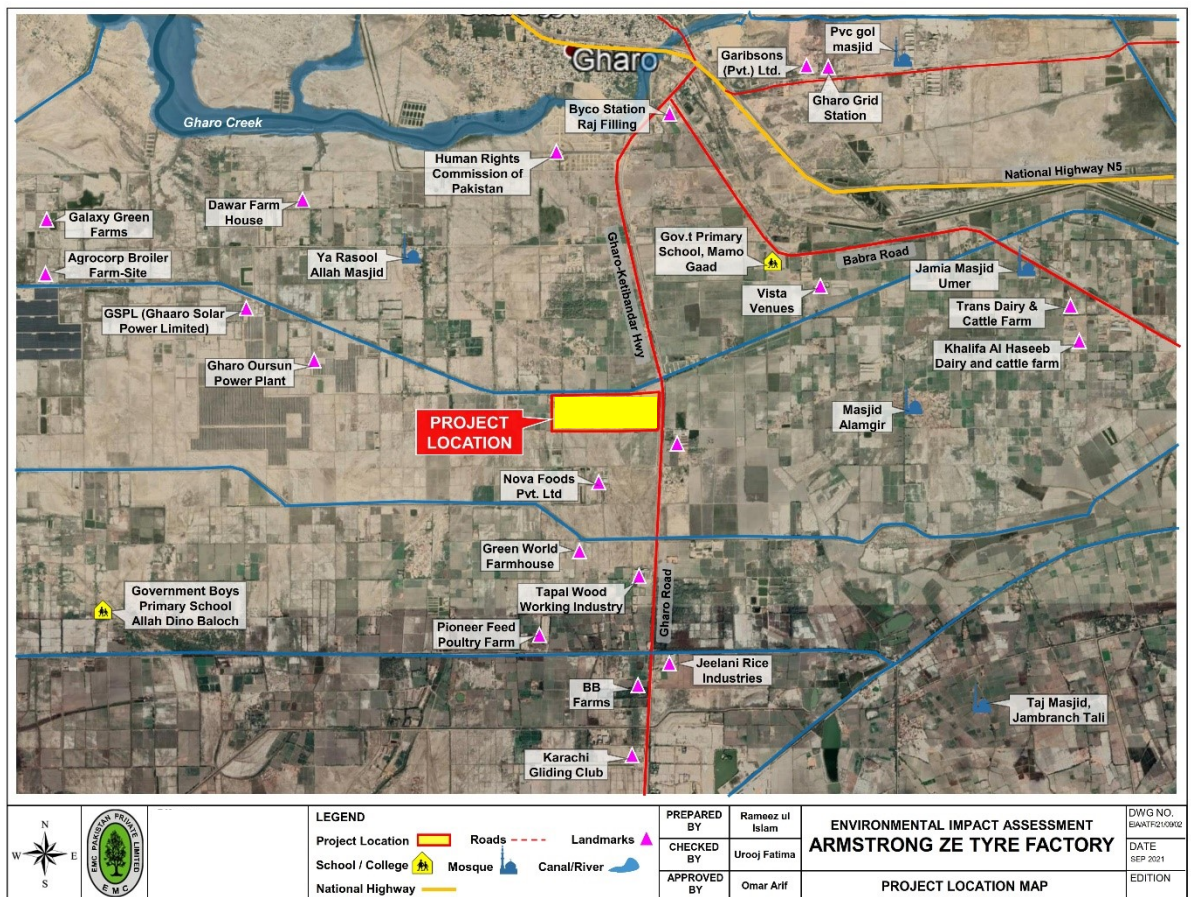 Gharo
Pvc gol
masjid
Garibsons
(Pvt.) Ltd.
Gharo Grid
Station
Gharo Creek
Byco Station
Raj Filling
Human Rights
Commission of
Pakistan
National Highway N5
Dawar Farm
House
Galaxy Green
Farms
Ya Rasool
Allah Masjid
Gov.t Primary
School, Mamo
Gaad
Babra Road
Agrocorp Broiler
Farm-Site
Jamia Masjid
Umer
Gharo-Ketibandar Hwy
Vista
Venues
GSPL (Ghaaro Solar
Power Limited)
Trans Dairy &
Cattle Farm
Gharo Oursun
Power Plant
Khalifa Al Haseeb
Dairy and cattle farm
PROJECT
LOCATION
Masjid
Alamgir
Nova Foods
Pvt. Ltd
Green World
Farmhouse
Tapal Wood
Working Industry
Gharo Road
Government Boys
Primary School
Allah Dino Baloch
Pioneer Feed
Poultry Farm
Jeelani Rice
Industries
BB
Farms
Taj Masjid,
Jambranch Tali
Karachi
Gliding Club
N
W E
S
EMC PAKISTAN PRIVATE LIMITED
EMC
LEGEND
Project Location Roads Landmarks
School / College Mosque Canal/River
National Highway
PREPARED
BY
Rameez ul
Islam
CHECKED
BY
Urooj Fatima
APPROVED
BY
Omar Arif
ENVIRONMENTAL IMPACT ASSESSMENT
ARMSTRONG ZE TYRE FACTORY
PROJECT LOCATION MAP
DWG NO.
EIA/ATF/21/09/02
DATE
SEP 2021
EDITION